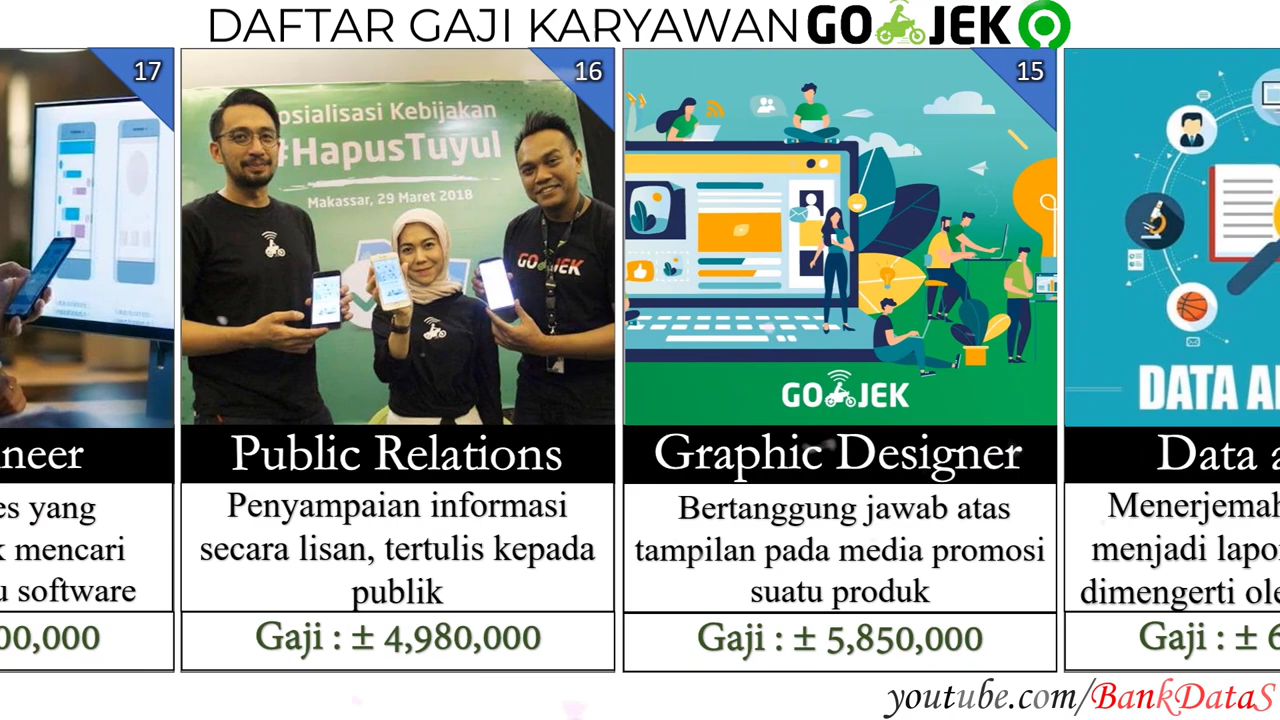 DAFTAR GAJI KARYAWAN GOJEK
17
neer
es yang
mencari
software
00,000
16
osialisasi Kebijakan
#HapusTuyul
Makassar, 29 Maret 2018
GOJEK
Public Relations
Penyampaian informasi
secara lisan, tertulis kepada
publik
Gaji : ± 4,980,000
15
GOJEK
Graphic Designer
Bertanggung jawab atas
tampilan pada media promosi
suatu produk
Gaji : ± 5,850,000
DATA
Data
Menerjemah
menjadi lapo
dimengerti ole
Gaji : ± 6
youtube.com/BankDataS